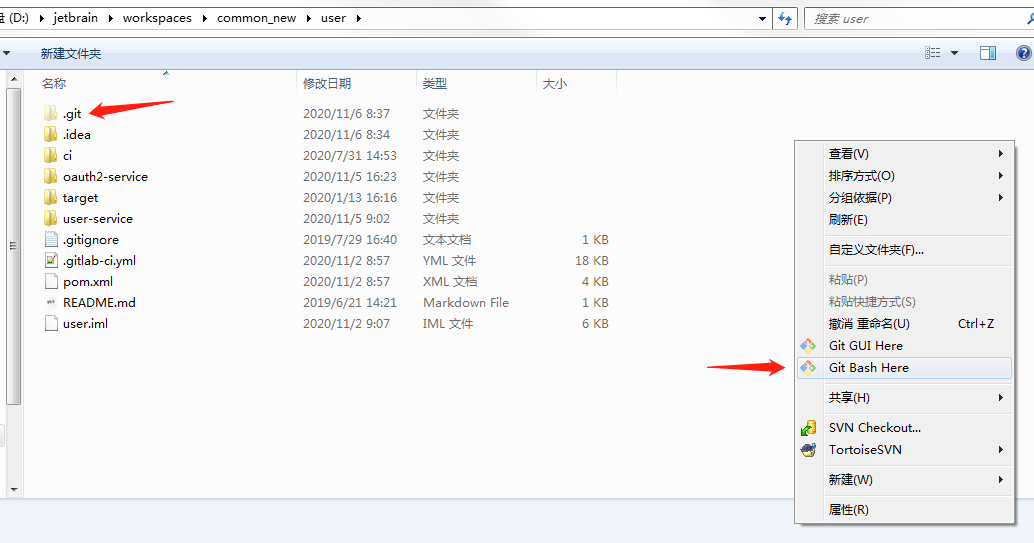 盘 (D:) jetbrain workspaces common_new user 搜索 user
新建文件夹
名称 修改日期 类型 大小
.git 2020/11/6 8:37 文件夹
.idea 2020/11/6 8:34 文件夹
ci 2020/7/31 14:53 文件夹
oauth2-service 2020/11/5 16:23 文件夹
target 2020/1/13 16:16 文件夹
user-service 2020/11/5 9:02 文件夹
.gitignore 2019/7/29 16:40 文本文档 1 KB
.gitlab-ci.yml 2020/11/2 8:57 YML 文件 18 KB
pom.xml 2020/11/2 8:57 XML 文档 4 KB
README.md 2019/6/21 14:21 Markdown File 1 KB
user.iml 2020/11/2 9:07 IML 文件 6 KB
查看(V)
排序方式(O)
分组依据(P)
刷新(E)
自定义文件夹(F)...
粘贴(P)
粘贴快捷方式(S)
撤消 重命名(U) Ctrl+Z
Git GUI Here
Git Bash Here
共享(H)
SVN Checkout...
TortoiseSVN
新建(W)
属性(R)